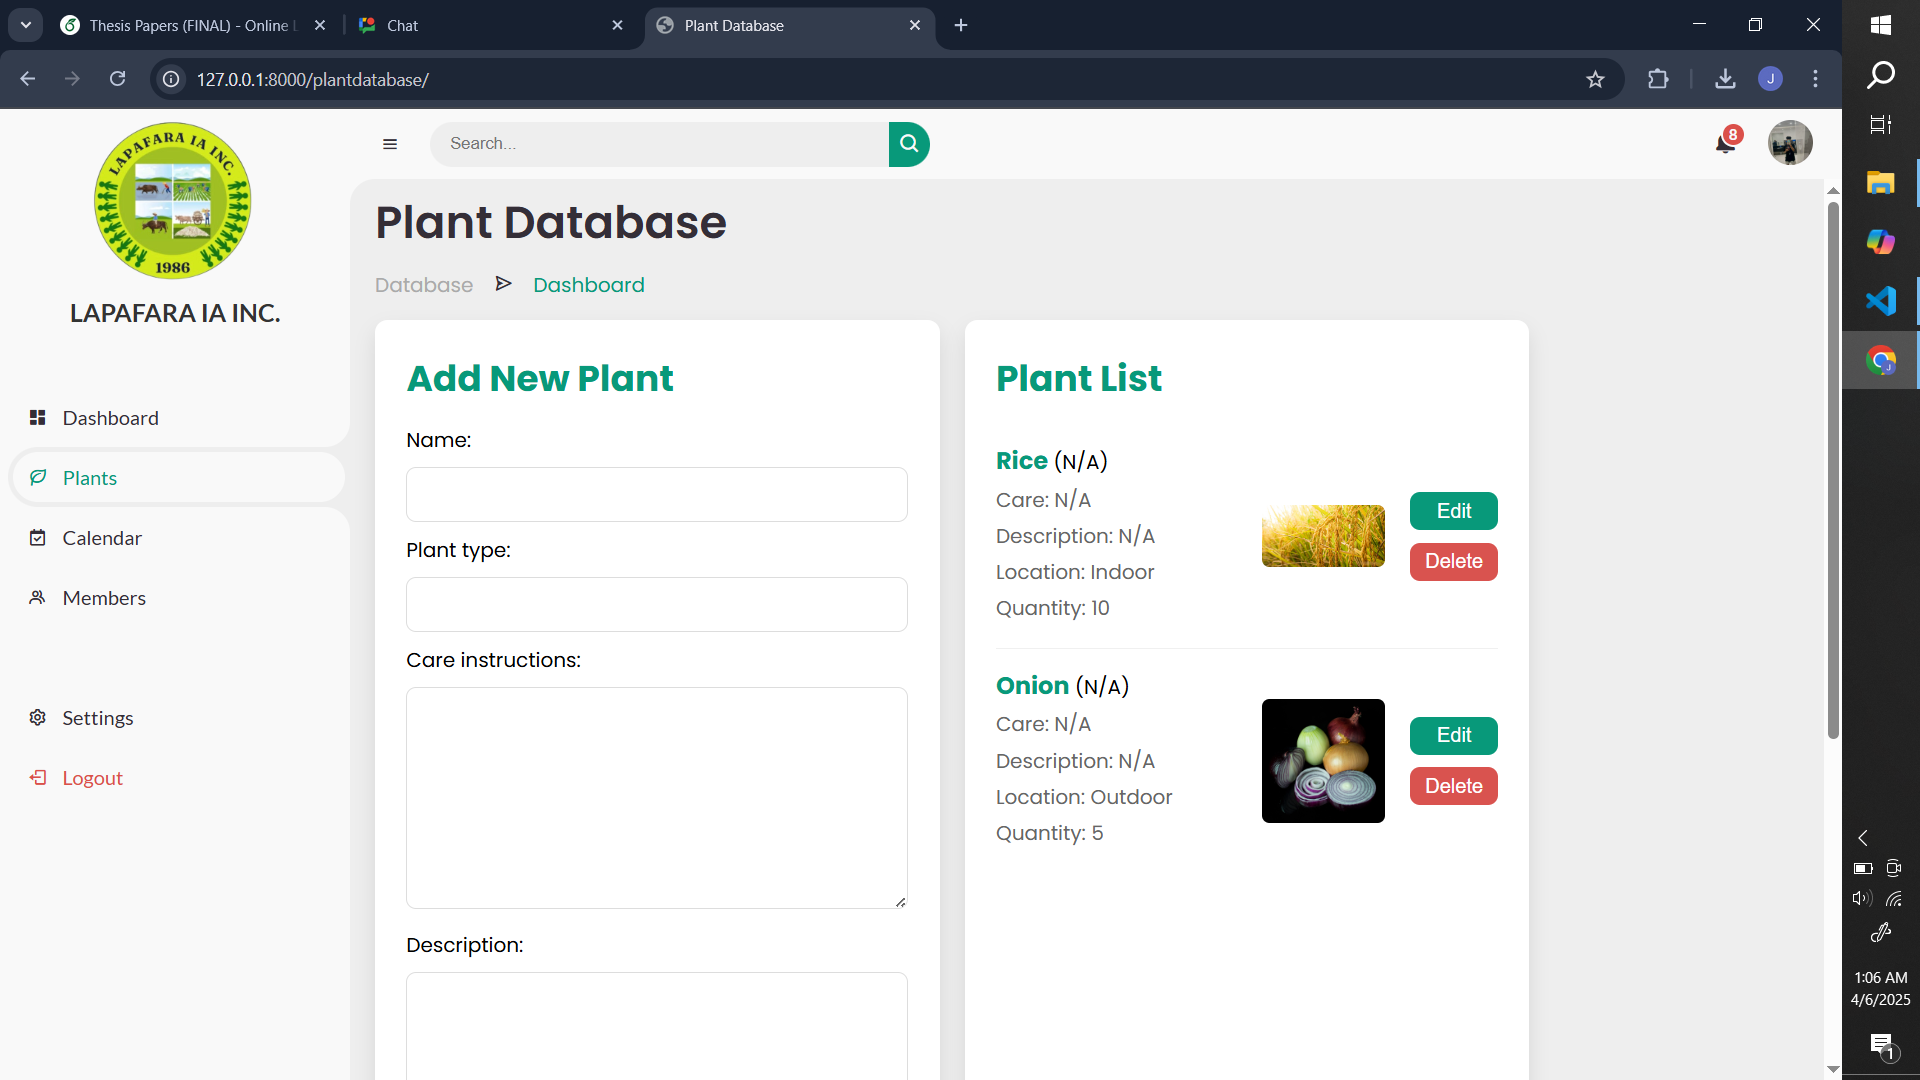 Thesis Papers (FINAL) - Online L
Chat
Plant Database
127.0.0.1:8000/plantdatabase/
J
LAPAFARA IA INC.
1986
LAPAFARA IA INC.
Dashboard
Plants
Calendar
Members
Settings
Logout
Search...
8
Plant Database
Database
Dashboard
Add New Plant
Name:
Plant type:
Care instructions:
Description:
Plant List
Rice (N/A)
Care: N/A
Description: N/A
Location: Indoor
Quantity: 10
Edit
Delete
Onion (N/A)
Care: N/A
Description: N/A
Location: Outdoor
Quantity: 5
Edit
Delete
J
1:06 AM
4/6/2025
1